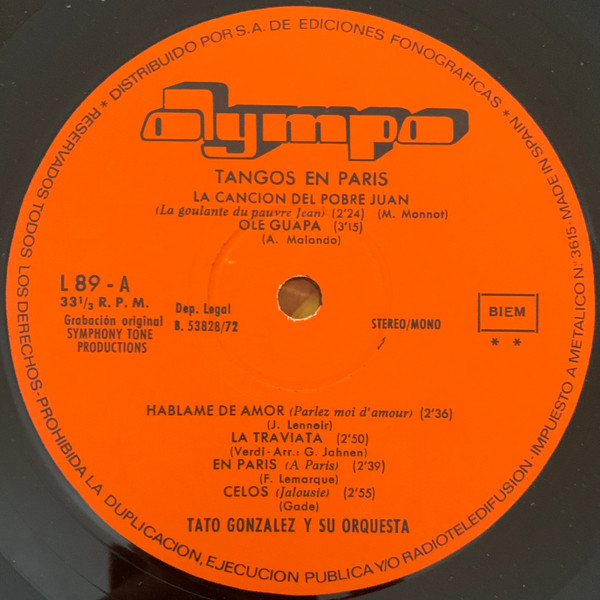 RESERVADOS TODOS LOS DERECHOS-PROHIBIDA LA DUPLICACION, EJECUCION PUBLICA Y/O RADIOTELEDIFUSION-IMPUESTO A METALICO N.º 3615-MADE IN SPAIN * DISTRIBUIDO POR S.A. DE EDICIONES FONOGRAFICAS *
Olympo
TANGOS EN PARIS
LA CANCION DEL POBRE JUAN
(La goulante du pauvre Jean) (2'24) (M. Monnot)
OLE GUAPA (3'15)
(A. Malando)
L 89 - A
33 1/3 R. P. M.
Grabación original
SYMPHONY TONE
PRODUCTIONS
Dep. Legal
B. 53828/72
STEREO/MONO
BIEM
* *
HABLAME DE AMOR (Parlez moi d'amour) (2'36)
(J. Lennoir)
LA TRAVIATA (2'50)
(Verdi-Arr.: G. Jahnen)
EN PARIS (A Paris) (2'39)
(F. Lemarque)
CELOS (Jalousie) (2'55)
(Gade)
TATO GONZALEZ Y SU ORQUESTA